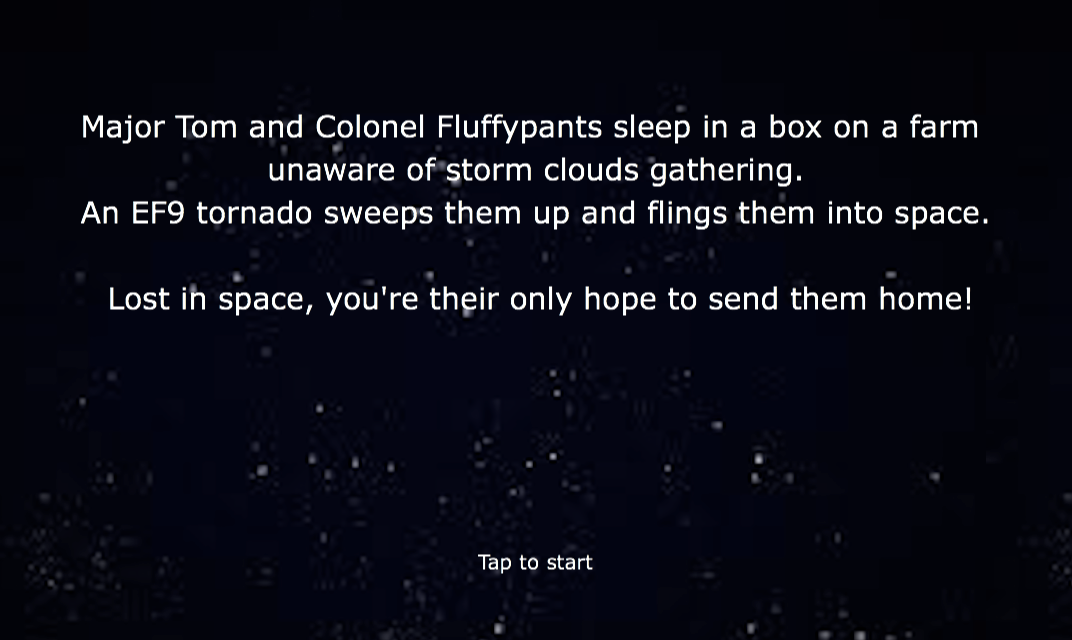 Major Tom and Colonel Fluffypants sleep in a box on a farm
unaware of storm clouds gathering.
An EF9 tornado sweeps them up and flings them into space.
Lost in space, you're their only hope to send them home!
Tap to start